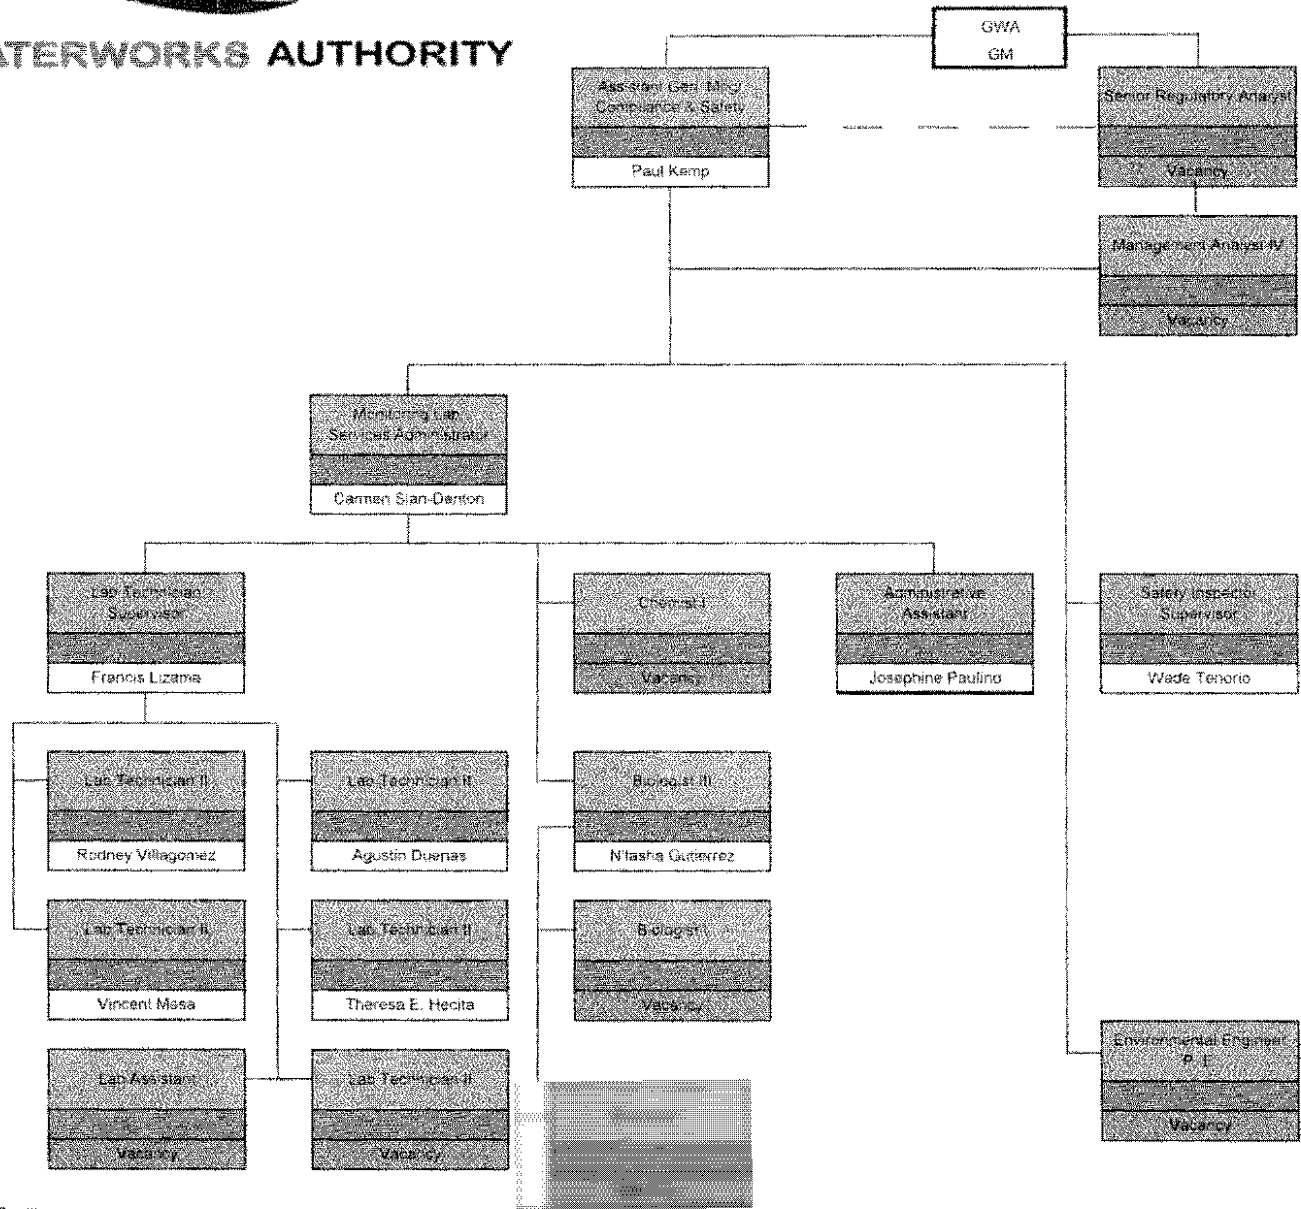 ATERWORKS AUTHORITY
GWA
GM
Assistant Gen. Mgr.
Compliance & Safety
Paul Kemp
Senior Regulatory Analyst
Vacancy
Management Analyst IV
Vacancy
Monitoring Lab
Services Administrator
Carmen Sian-Denton
Lab Technician
Supervisor
Francis Lizama
Chemist I
Vacancy
Administrative
Assistant
Josephine Paulino
Safety Inspector
Supervisor
Wade Tenorio
Lab Technician II
Rodney Villagomez
Lab Technician II
Agustin Duenas
Biologist III
N'tasha Gutierrez
Lab Technician II
Vincent Masa
Lab Technician II
Theresa E. Hecita
Biologist
Vacancy
Lab Assistant
Vacancy
Lab Technician II
Vacancy
Environmental Engineer
Vacancy